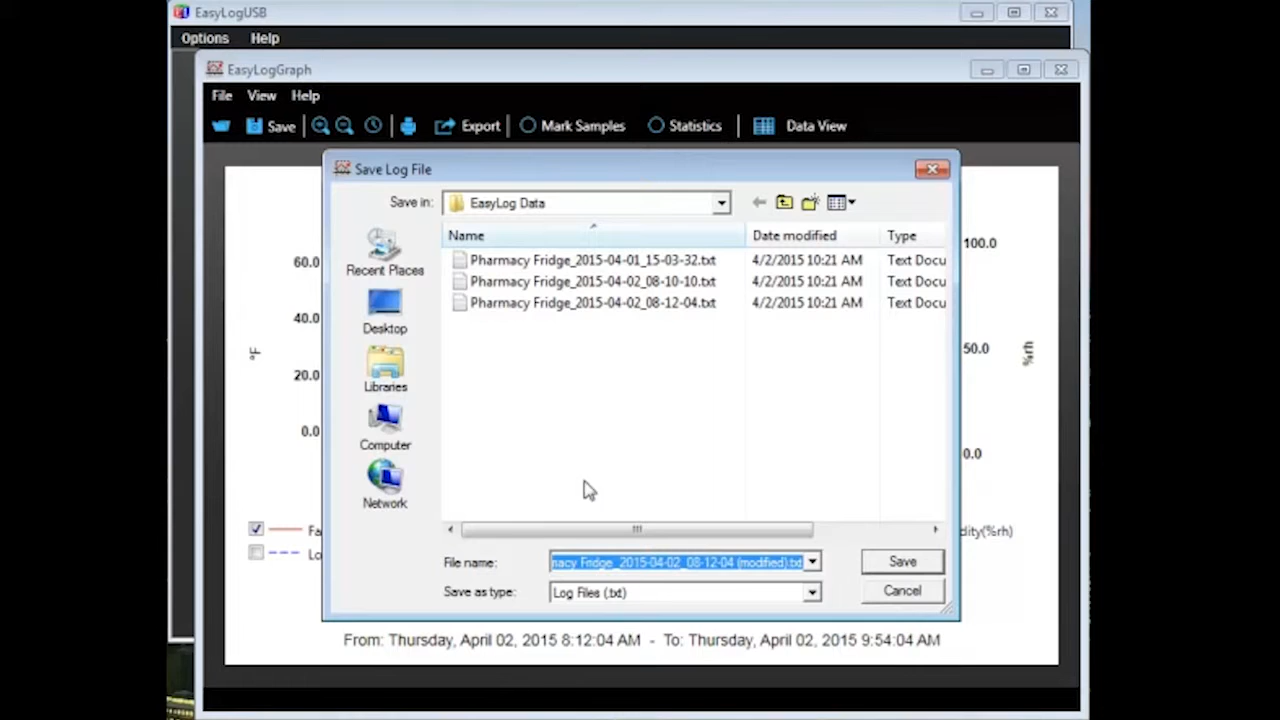 EasyLogUSB
Options Help
EasyLogGraph
File View Help
Save Export Mark Samples Statistics Data View
Save Log File
Save in: EasyLog Data
Name Date modified Type
Pharmacy Fridge_2015-04-01_15-03-32.txt 4/2/2015 10:21 AM Text Docu
Pharmacy Fridge_2015-04-02_08-10-10.txt 4/2/2015 10:21 AM Text Docu
Pharmacy Fridge_2015-04-02_08-12-04.txt 4/2/2015 10:21 AM Text Docu
Recent Places
Desktop
Libraries
Computer
Network
60.0
40.0
20.0
0.0
°F
100.0
50.0
0.0
%rh
Fa
Lo
dity(%rh)
File name: nacy Fridge_2015-04-02_08-12-04 (modified).txt Save
Save as type: Log Files (.txt) Cancel
From: Thursday, April 02, 2015 8:12:04 AM - To: Thursday, April 02, 2015 9:54:04 AM